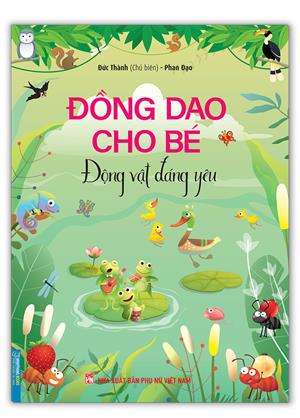 Đức Thành (Chủ biên) - Phan Đạo
ĐỒNG DAO
CHO BÉ
Động vật đáng yêu
NHÀ XUẤT BẢN PHỤ NỮ VIỆT NAM